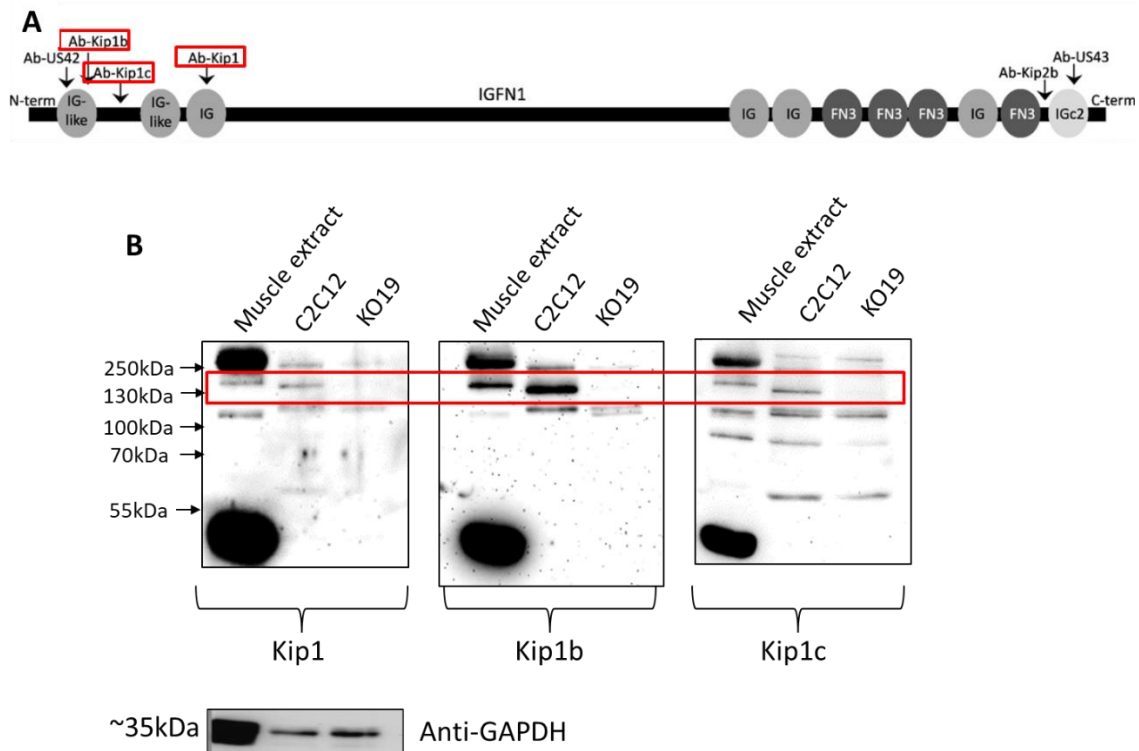 A
Ab-Kip1b
Ab-US42
Ab-Kip1c
Ab-Kip1
Ab-US43
Ab-Kip2b
N-term
IG-like
IG-like
IG
IGFN1
IG
IG
FN3
FN3
FN3
IG
FN3
IGc2
C-term
B
Muscle extract
C2C12
KO19
Muscle extract
C2C12
KO19
Muscle extract
C2C12
KO19
250kDa
130kDa
100kDa
70kDa
55kDa
Kip1
Kip1b
Kip1c
~35kDa
Anti-GAPDH